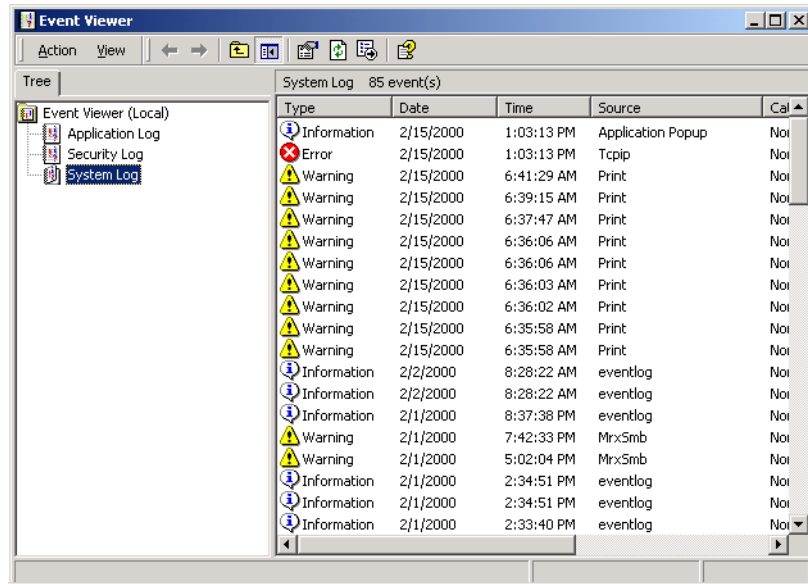 Event Viewer
Action View
Tree
System Log 85 event(s)
Event Viewer (Local)
Application Log
Security Log
System Log
Type Date Time Source
Information 2/15/2000 1:03:13 PM Application Popup
Error 2/15/2000 1:03:13 PM Tcpip
Warning 2/15/2000 6:41:29 AM Print
Warning 2/15/2000 6:39:15 AM Print
Warning 2/15/2000 6:37:47 AM Print
Warning 2/15/2000 6:36:06 AM Print
Warning 2/15/2000 6:36:06 AM Print
Warning 2/15/2000 6:36:03 AM Print
Warning 2/15/2000 6:36:02 AM Print
Warning 2/15/2000 6:35:58 AM Print
Warning 2/15/2000 6:35:58 AM Print
Information 2/2/2000 8:28:22 AM eventlog
Information 2/2/2000 8:28:22 AM eventlog
Information 2/1/2000 8:37:38 PM eventlog
Warning 2/1/2000 7:42:33 PM MrxSmb
Warning 2/1/2000 5:02:04 PM MrxSmb
Information 2/1/2000 2:34:51 PM eventlog
Information 2/1/2000 2:34:51 PM eventlog
Information 2/1/2000 2:33:40 PM eventlog